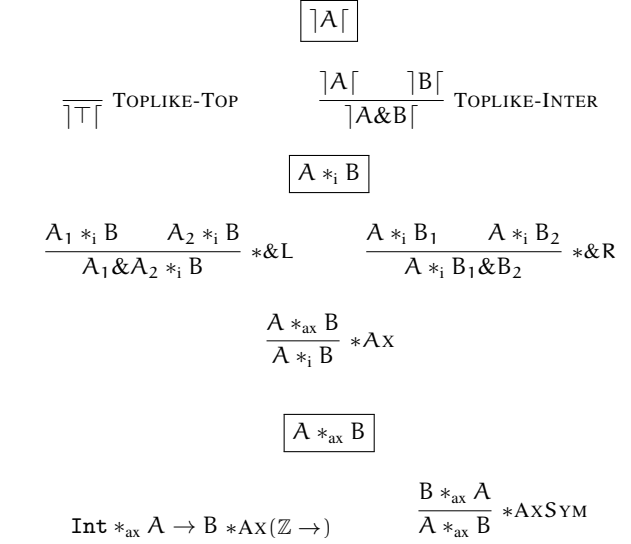 ⌉A⌈
⌉⊤⌈ TOPLIKE-TOP
⌉A⌈ ⌉B⌈
⌉A&B⌈ TOPLIKE-INTER
A ∗i B
A₁ ∗i B A₂ ∗i B
A₁&A₂ ∗i B ∗&L
A ∗i B₁ A ∗i B₂
A ∗i B₁&B₂ ∗&R
A ∗ax B
A ∗i B ∗AX
A ∗ax B
Int ∗ax A → B ∗AX(ℤ →)
B ∗ax A
A ∗ax B ∗AXSYM